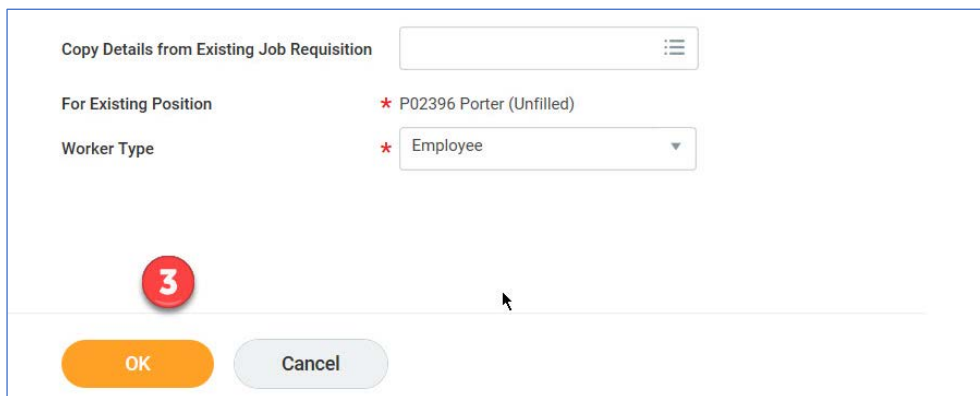 Copy Details from Existing Job Requisition
For Existing Position * P02396 Porter (Unfilled)
Worker Type * Employee
3
OK Cancel